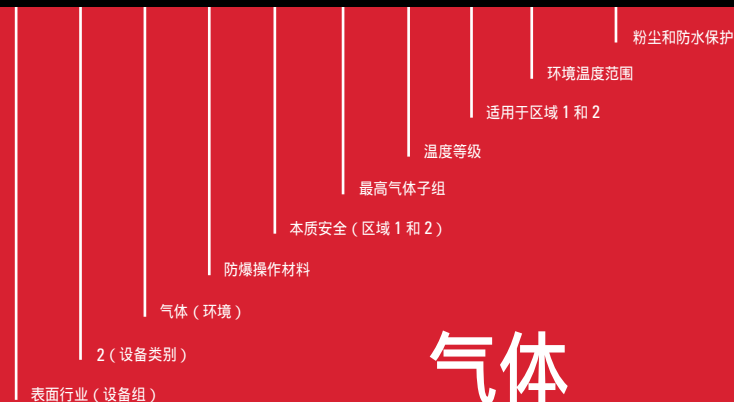 粉尘和防水保护
环境温度范围
适用于区域 1 和 2
温度等级
最高气体子组
本质安全（区域 1 和 2）
防爆操作材料
气体（环境）
2（设备类别）
气体
表面行业（设备组）